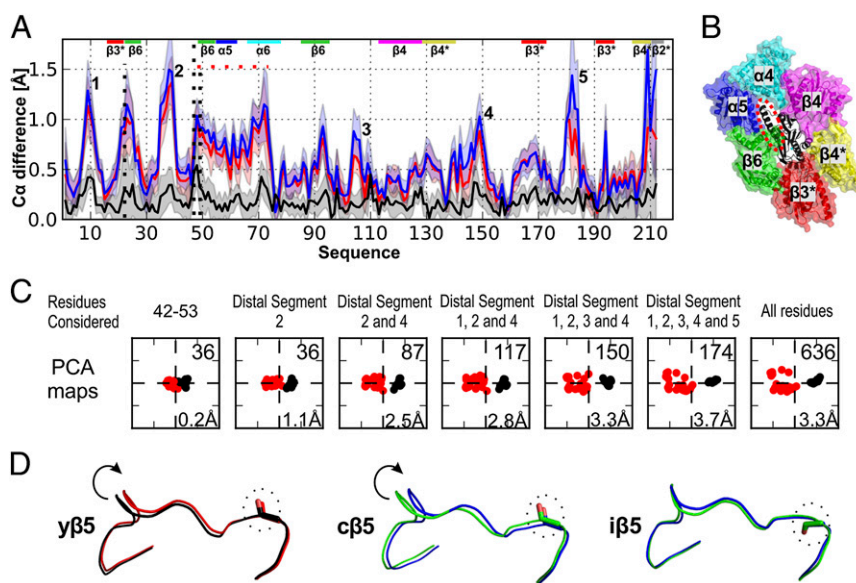 A
β3* β6 β6 α5 α6 β6 β4 β4* β3* β3* β4* β2*
Cα difference [Å]
1.5
1.0
0.5
0.0
1 2 3 4 5
10 30 50 70 90 110 130 150 170 190 210
Sequence
B
α4
α5
β4
β6
β4*
β3*
C
Residues Considered
42-53
Distal Segment 2
Distal Segment 2 and 4
Distal Segment 1, 2 and 4
Distal Segment 1, 2, 3 and 4
Distal Segment 1, 2, 3, 4 and 5
All residues
PCA maps
36 36 87 117 150 174 636
0.2Å 1.1Å 2.5Å 2.8Å 3.3Å 3.7Å 3.3Å
D
yβ5 cβ5 iβ5